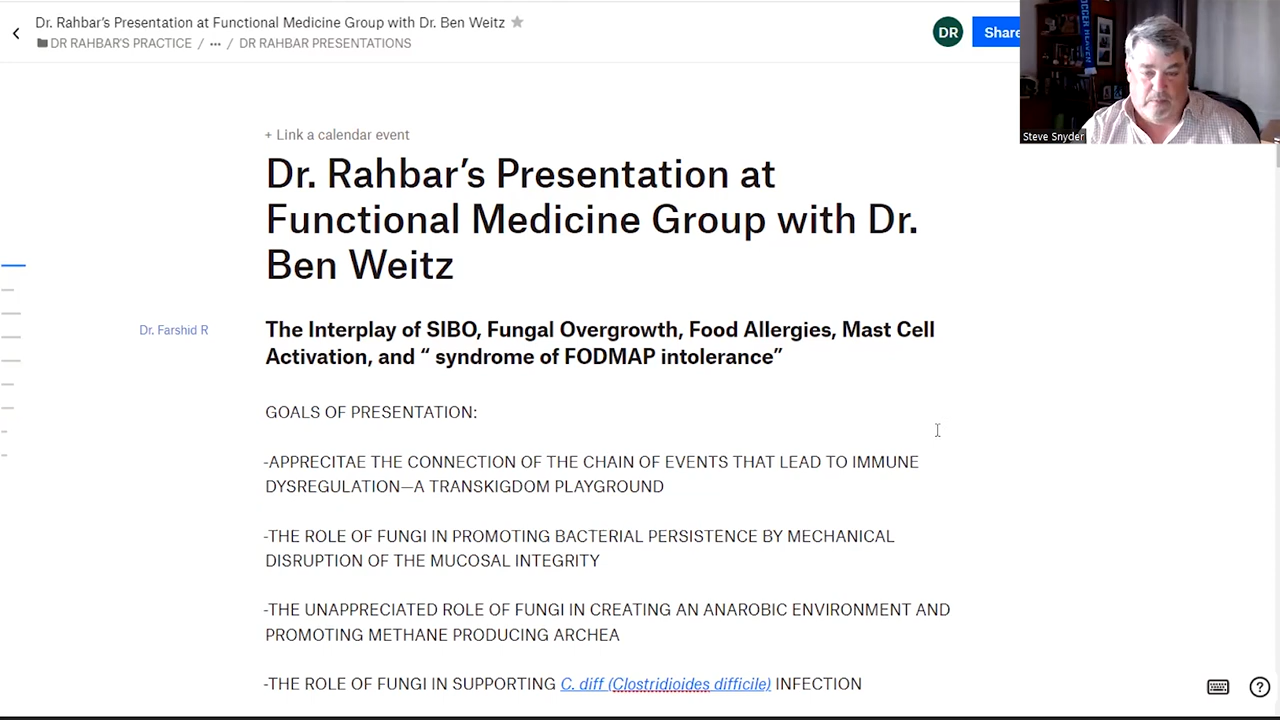 Dr. Rahbar's Presentation at Functional Medicine Group with Dr. Ben Weitz
DR RAHBAR'S PRACTICE / ••• / DR RAHBAR PRESENTATIONS
DR
Share
Steve Snyder
+ Link a calendar event
Dr. Rahbar’s Presentation at
Functional Medicine Group with Dr.
Ben Weitz
Dr. Farshid R
The Interplay of SIBO, Fungal Overgrowth, Food Allergies, Mast Cell
Activation, and “ syndrome of FODMAP intolerance”
GOALS OF PRESENTATION:
-APPRECITAE THE CONNECTION OF THE CHAIN OF EVENTS THAT LEAD TO IMMUNE
DYSREGULATION—A TRANSKIGDOM PLAYGROUND
-THE ROLE OF FUNGI IN PROMOTING BACTERIAL PERSISTENCE BY MECHANICAL
DISRUPTION OF THE MUCOSAL INTEGRITY
-THE UNAPPRECIATED ROLE OF FUNGI IN CREATING AN ANAROBIC ENVIRONMENT AND
PROMOTING METHANE PRODUCING ARCHEA
-THE ROLE OF FUNGI IN SUPPORTING C. diff (Clostridioides difficile) INFECTION